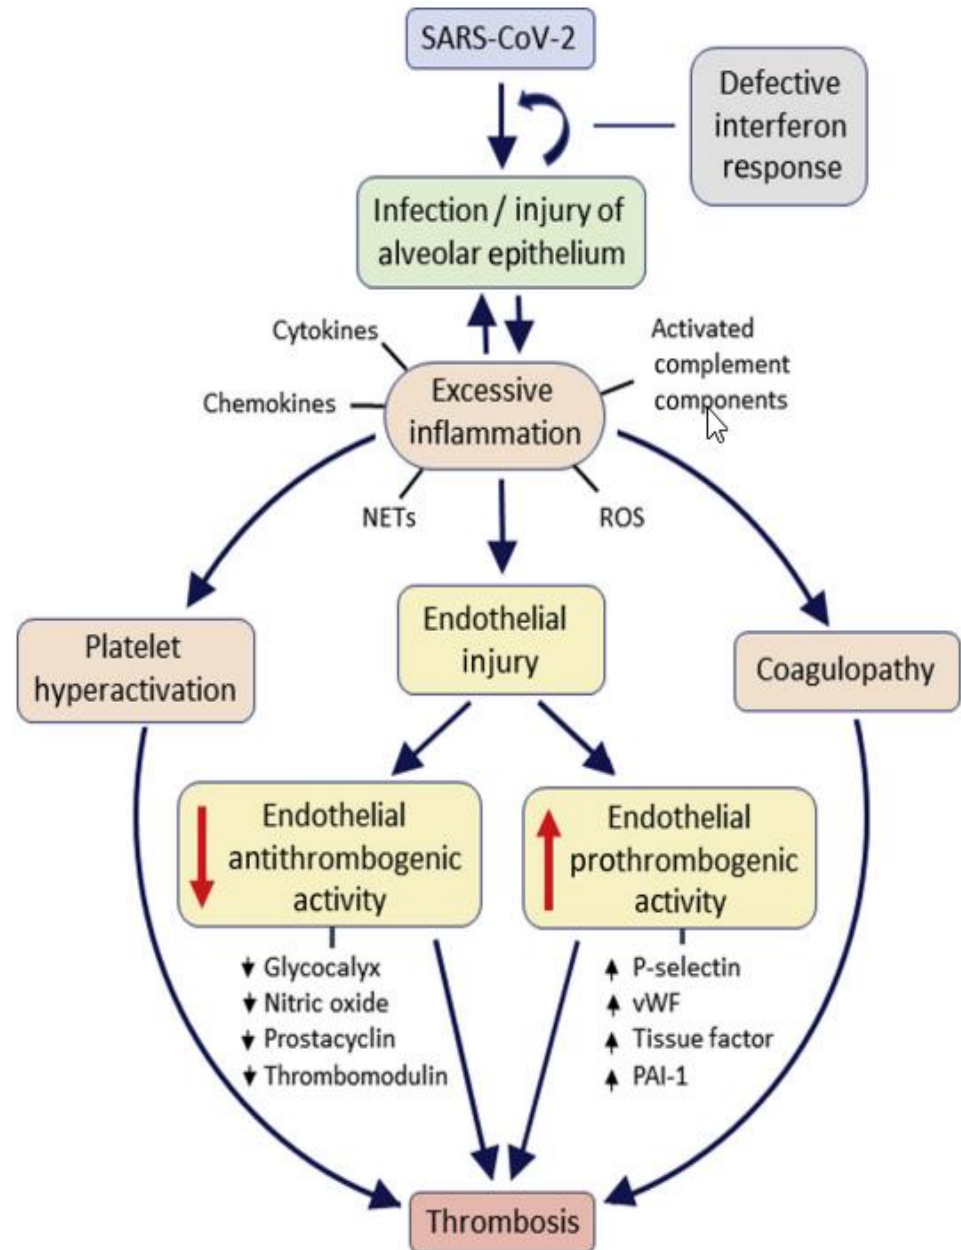 SARS-CoV-2
Defective
interferon
response
Infection / injury of
alveolar epithelium
Cytokines
Chemokines
Excessive
inflammation
Activated
complement
components
NETs
ROS
Platelet
hyperactivation
Endothelial
injury
Coagulopathy
Endothelial
antithrombogenic
activity
Endothelial
prothrombogenic
activity
Glycocalyx
Nitric oxide
Prostacyclin
Thrombomodulin
P-selectin
vWF
Tissue factor
PAI-1
Thrombosis